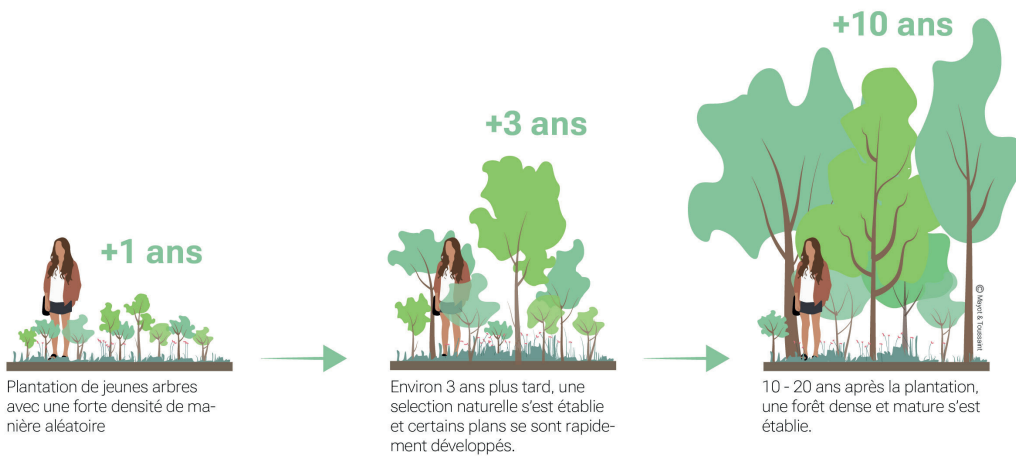 +1 ans
Plantation de jeunes arbres
avec une forte densité de ma-
nière aléatoire
+3 ans
Environ 3 ans plus tard, une
selection naturelle s'est établie
et certains plans se sont rapide-
ment développés.
+10 ans
© Mayot & Toussaint
10 - 20 ans après la plantation,
une forêt dense et mature s'est
établie.